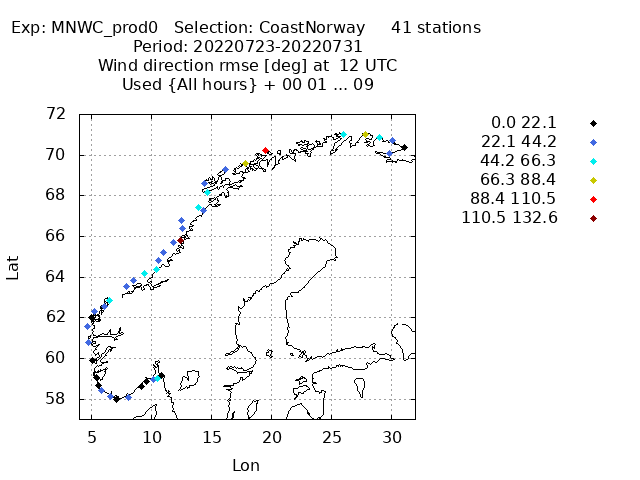 Exp: MNWC_prod0 Selection: CoastNorway 41 stations
Period: 20220723-20220731
Wind direction rmse [deg] at 12 UTC
Used {All hours} + 00 01 ... 09
72
70
68
66
64
62
60
58
5 10 15 20 25 30
Lat
Lon
0.0 22.1
22.1 44.2
44.2 66.3
66.3 88.4
88.4 110.5
110.5 132.6